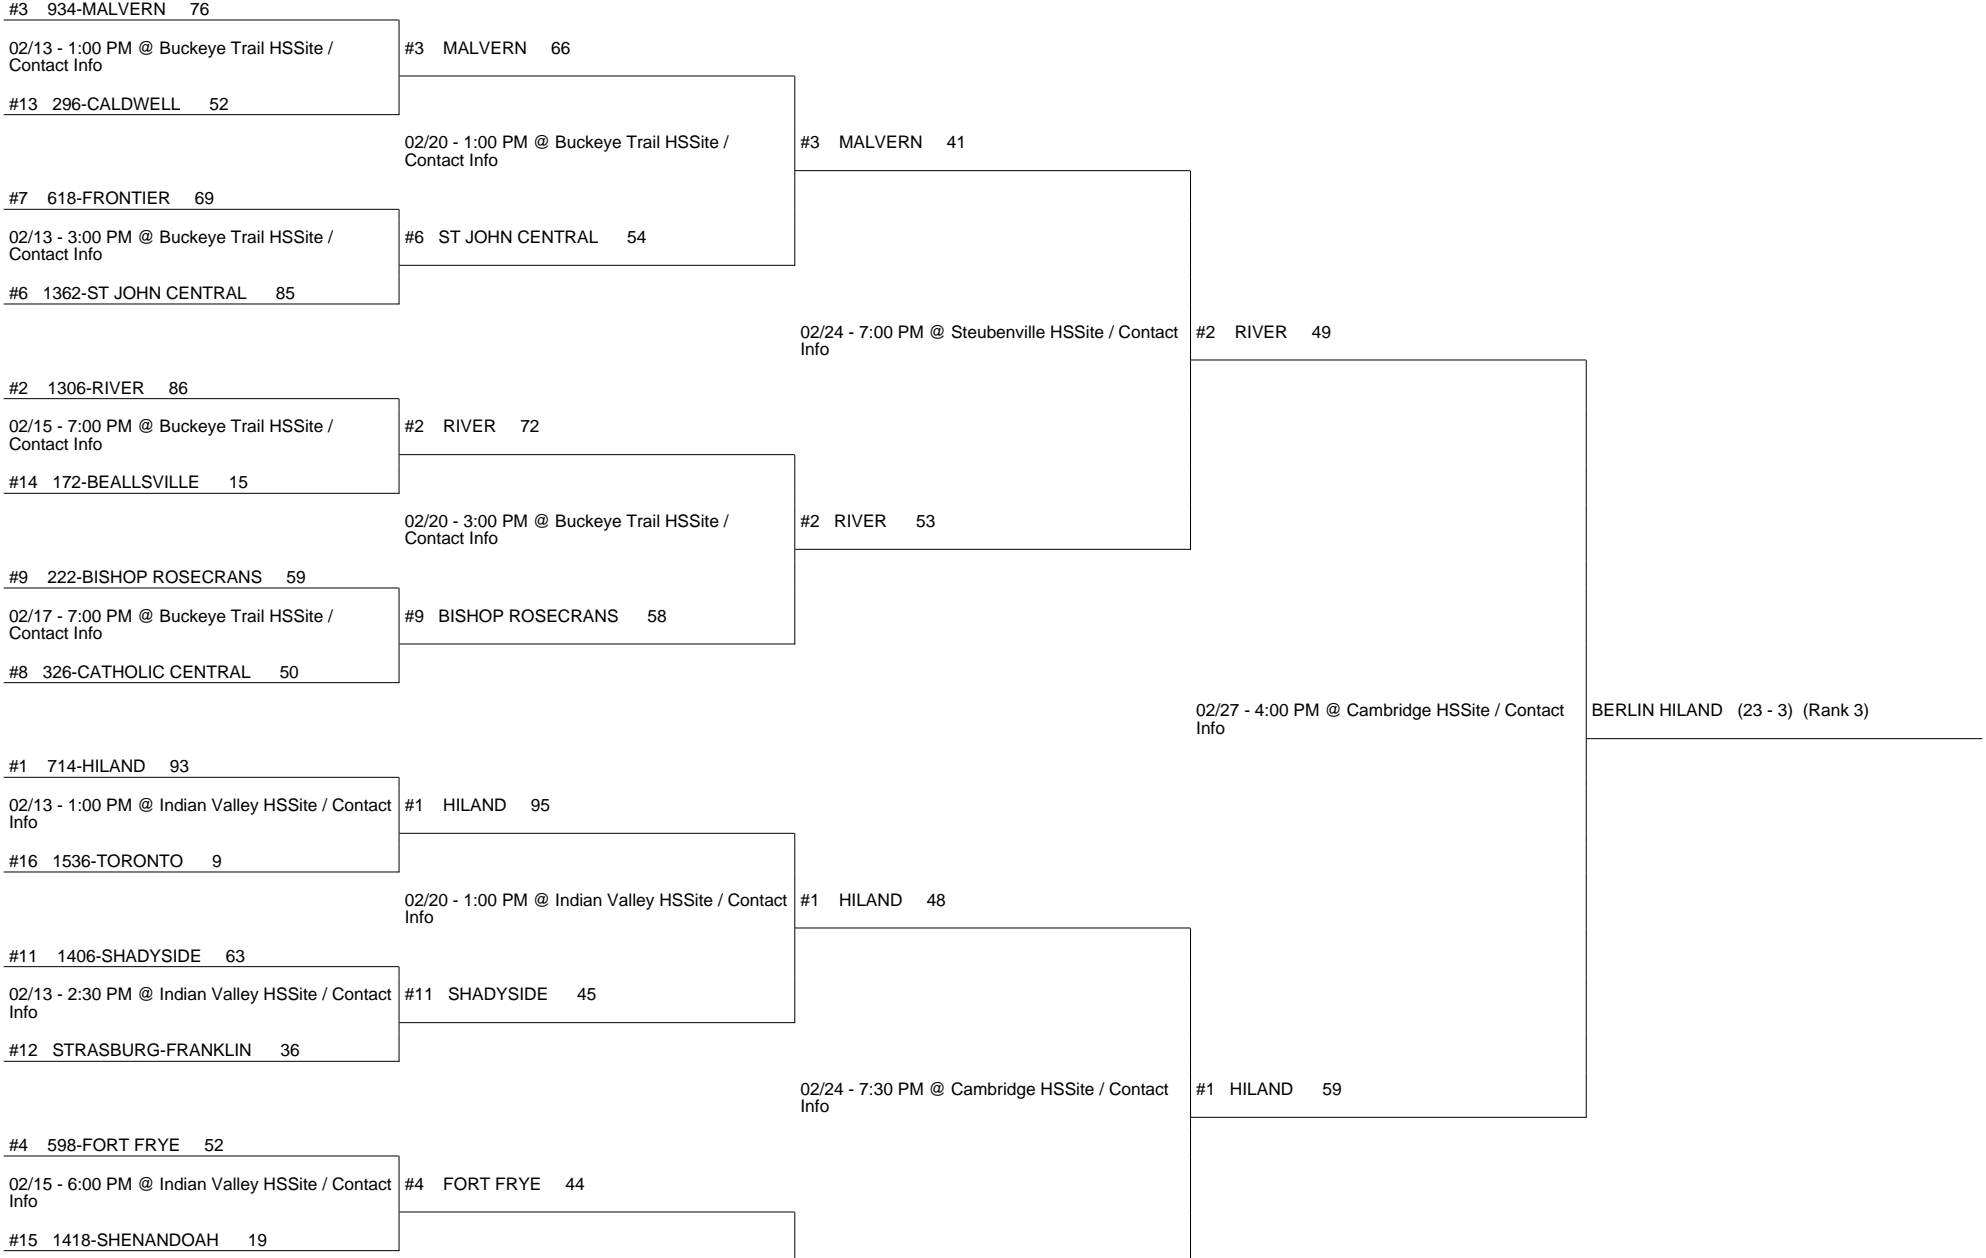 #3 934-MALVERN 76
02/13 - 1:00 PM @ Buckeye Trail HSSite /
Contact Info
#13 296-CALDWELL 52
#7 618-FRONTIER 69
02/13 - 3:00 PM @ Buckeye Trail HSSite /
Contact Info
#6 1362-ST JOHN CENTRAL 85
#2 1306-RIVER 86
02/15 - 7:00 PM @ Buckeye Trail HSSite /
Contact Info
#14 172-BEALLSVILLE 15
#9 222-BISHOP ROSECRANS 59
02/17 - 7:00 PM @ Buckeye Trail HSSite /
Contact Info
#8 326-CATHOLIC CENTRAL 50
#1 714-HILAND 93
02/13 - 1:00 PM @ Indian Valley HSSite / Contact
Info
#16 1536-TORONTO 9
#11 1406-SHADYSIDE 63
02/13 - 2:30 PM @ Indian Valley HSSite / Contact
Info
#12 STRASBURG-FRANKLIN 36
#4 598-FORT FRYE 52
02/15 - 6:00 PM @ Indian Valley HSSite / Contact
Info
#15 1418-SHENANDOAH 19
#3 MALVERN 66
02/20 - 1:00 PM @ Buckeye Trail HSSite /
Contact Info
#6 ST JOHN CENTRAL 54
#2 RIVER 72
02/20 - 3:00 PM @ Buckeye Trail HSSite /
Contact Info
#9 BISHOP ROSECRANS 58
#1 HILAND 95
02/20 - 1:00 PM @ Indian Valley HSSite / Contact
Info
#11 SHADYSIDE 45
#4 FORT FRYE 44
#3 MALVERN 41
02/24 - 7:00 PM @ Steubenville HSSite / Contact
Info
#2 RIVER 53
#1 HILAND 48
02/24 - 7:30 PM @ Cambridge HSSite / Contact
Info
#2 RIVER 49
02/27 - 4:00 PM @ Cambridge HSSite / Contact
Info
#1 HILAND 59
BERLIN HILAND (23 - 3) (Rank 3)